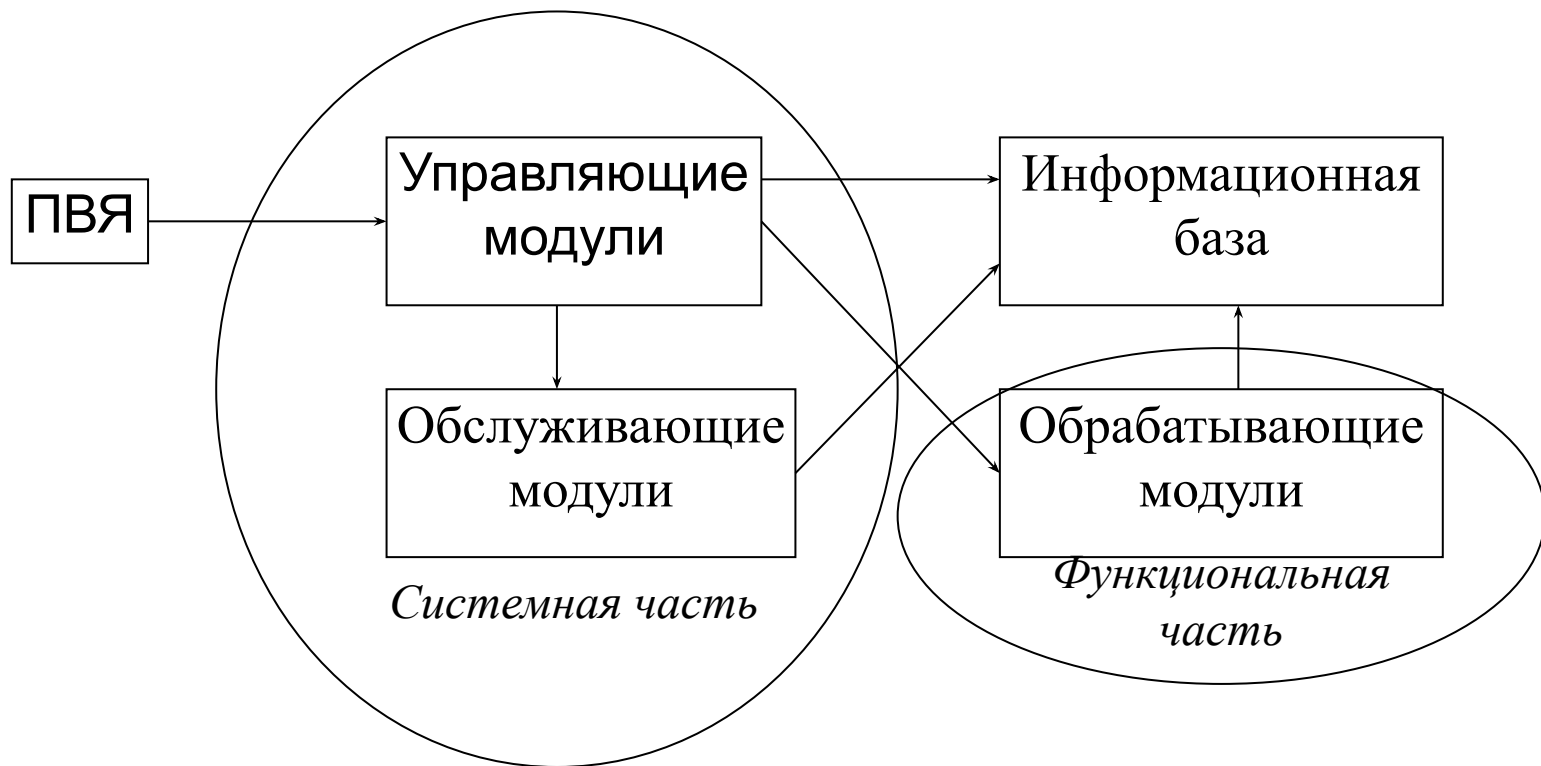 ПВЯ
Управляющие
модули
Информационная
база
Обслуживающие
модули
Обрабатывающие
модули
Системная часть
Функциональная
часть